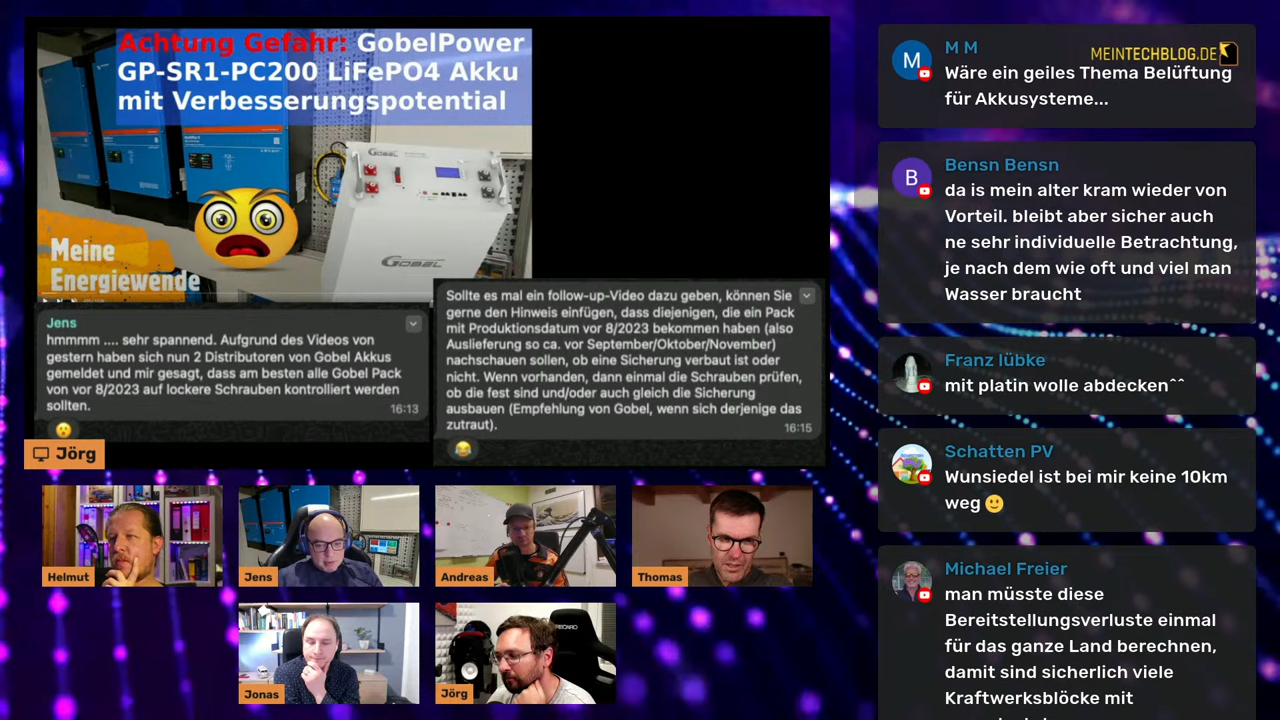 Achtung Gefahr: GobelPower
GP-SR1-PC200 LiFePO4 Akku
mit Verbesserungspotential
GOBEL
GOBEL
Meine
Energiewende
Jens
hmmmm .... sehr spannend. Aufgrund des Videos von
gestern haben sich nun 2 Distributoren von Gobel Akkus
gemeldet und mir gesagt, dass am besten alle Gobel Pack
von vor 8/2023 auf lockere Schrauben kontrolliert werden
sollten.
16:13
😮
Sollte es mal ein follow-up-Video dazu geben, können Sie
gerne den Hinweis einfügen, dass diejenigen, die ein Pack
mit Produktionsdatum vor 8/2023 bekommen haben (also
Auslieferung so ca. vor September/Oktober/November)
nachschauen sollen, ob eine Sicherung verbaut ist oder
nicht. Wenn vorhanden, dann einmal die Schrauben prüfen,
ob die fest sind und/oder auch gleich die Sicherung
ausbauen (Empfehlung von Gobel, wenn sich derjenige das
zutraut).
16:15
😂
Jörg
Helmut
Jens
Andreas
Thomas
Jonas
Jörg
RECARO
MEINTECHBLOG.DE
M
M M
Wäre ein geiles Thema Belüftung
für Akkusysteme...
B
Bensn Bensn
da is mein alter kram wieder von
Vorteil. bleibt aber sicher auch
ne sehr individuelle Betrachtung,
je nach dem wie oft und viel man
Wasser braucht
Franz lübke
mit platin wolle abdecken^^
Schatten PV
Wunsiedel ist bei mir keine 10km
weg 🙂
Michael Freier
man müsste diese
Bereitstellungsverluste einmal
für das ganze Land berechnen,
damit sind sicherlich viele
Kraftwerksblöcke mit